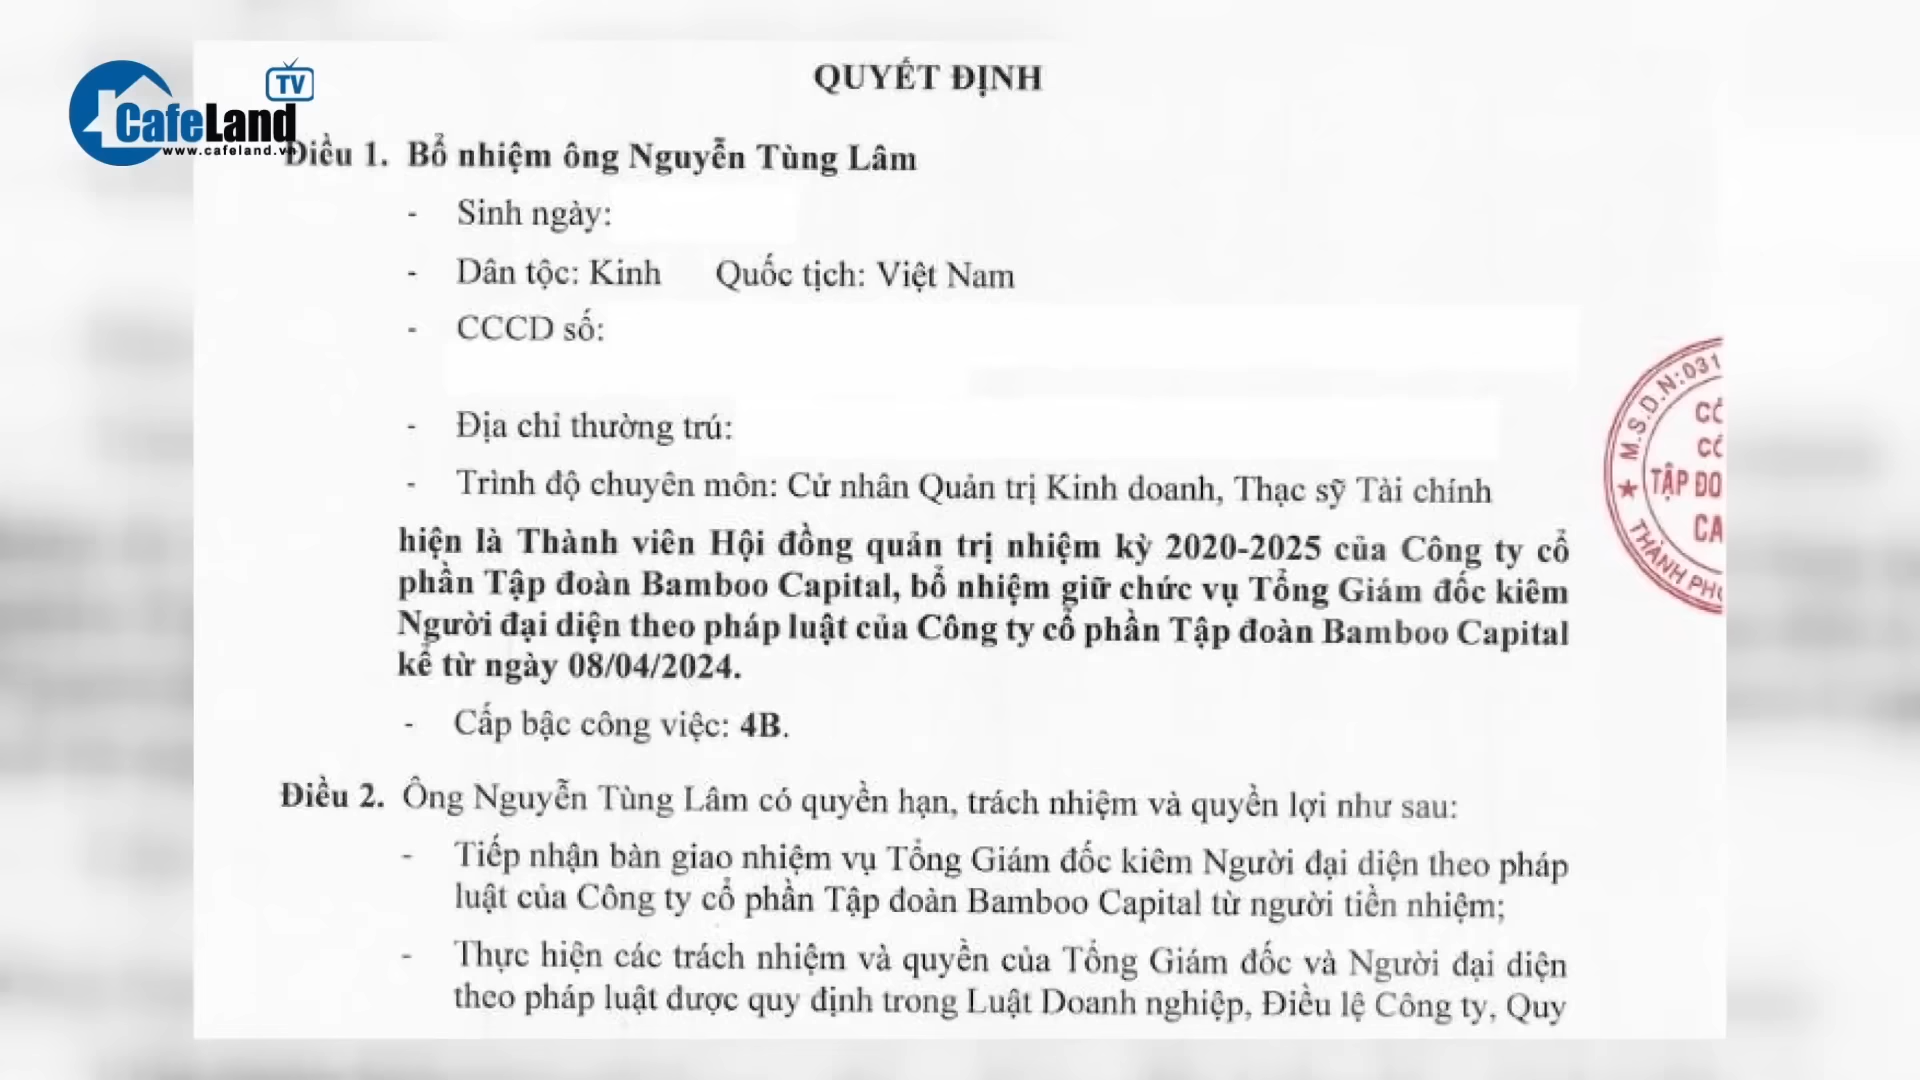 TV
CafeLand
www.cafeland.vn
QUYẾT ĐỊNH
Điều 1. Bổ nhiệm ông Nguyễn Tùng Lâm
- Sinh ngày:
- Dân tộc: Kinh Quốc tịch: Việt Nam
- CCCD số:
- Địa chỉ thường trú:
- Trình độ chuyên môn: Cử nhân Quản trị Kinh doanh, Thạc sỹ Tài chính
hiện là Thành viên Hội đồng quản trị nhiệm kỳ 2020-2025 của Công ty cổ
phần Tập đoàn Bamboo Capital, bổ nhiệm giữ chức vụ Tổng Giám đốc kiêm
Người đại diện theo pháp luật của Công ty cổ phần Tập đoàn Bamboo Capital
kể từ ngày 08/04/2024.
- Cấp bậc công việc: 4B.
Điều 2. Ông Nguyễn Tùng Lâm có quyền hạn, trách nhiệm và quyền lợi như sau:
- Tiếp nhận bàn giao nhiệm vụ Tổng Giám đốc kiêm Người đại diện theo pháp
luật của Công ty cổ phần Tập đoàn Bamboo Capital từ người tiền nhiệm;
- Thực hiện các trách nhiệm và quyền của Tổng Giám đốc và Người đại diện
theo pháp luật được quy định trong Luật Doanh nghiệp, Điều lệ Công ty, Quy
M.S.D.N:031
CÔ
CỔ
TẬP ĐO
CA
THÀNH PHỐ